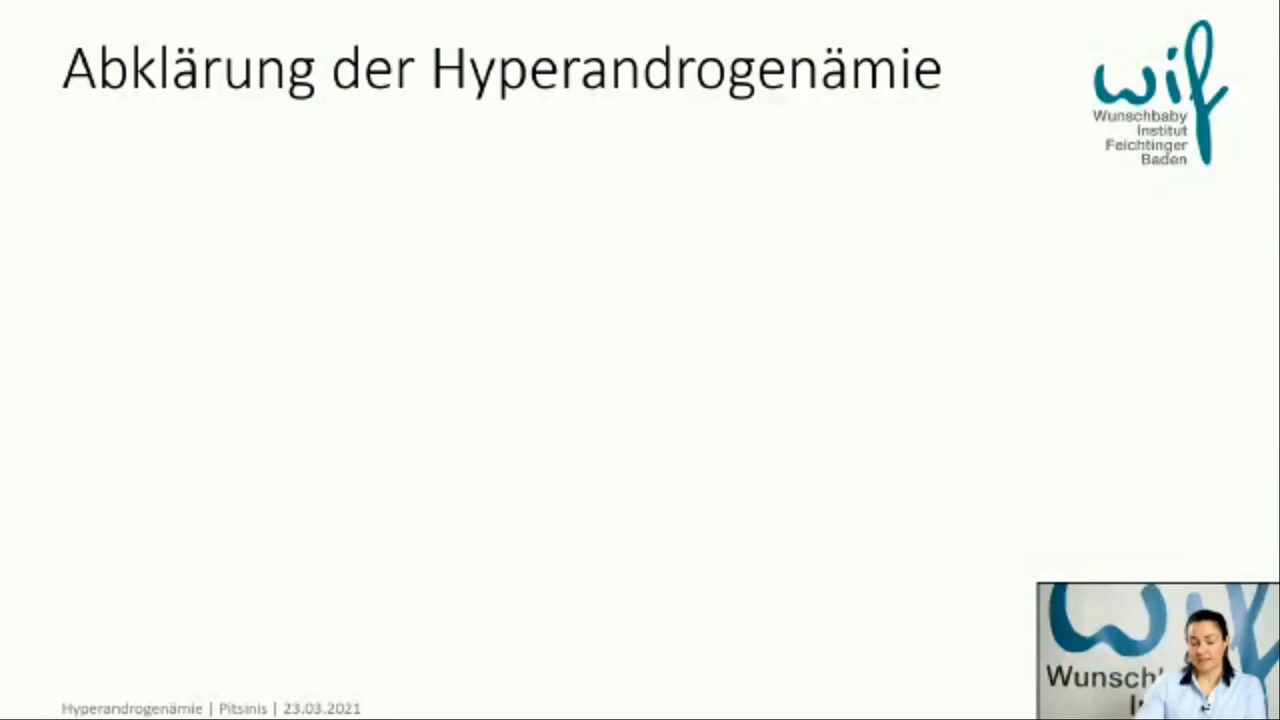 Abklärung der Hyperandrogenämie
wif
Wunschbaby
Institut
Feichtinger
Baden
Wunsch
Hyperandrogenämie | Pitsinis | 23.03.2021